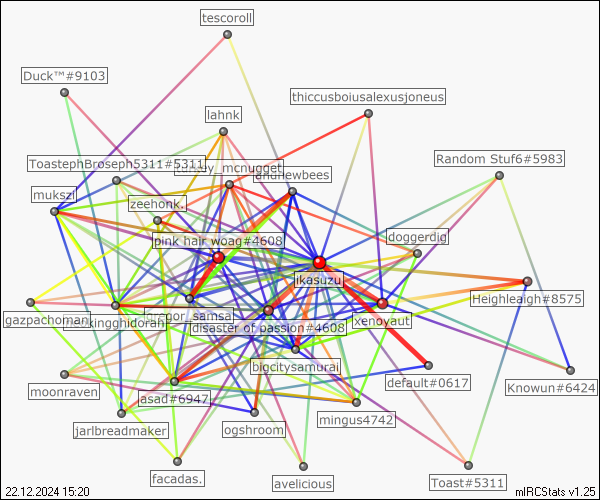 tescoroll
Duck™#9103
thiccusboiusalexusjoneus
lahnk
Random Stuf6#5983
ToastephBroseph5311#5311
mcnugget
mukszi
zeehonk.
doggerdig
pink hair woag#4608
jikasuzu
Heighleaigh#8575
gazpachoman
kingghidorah
gregor_samsa
xenoyaut
disaster of passion#4608
bigcitysamurai
default#0617
Knowun#6424
moonraven
asad#6947
mingus4742
jarlbreadmaker
ogshroom
facadas.
avelicious
Toast#5311
22.12.2024 15:20
mIRCStats v1.25